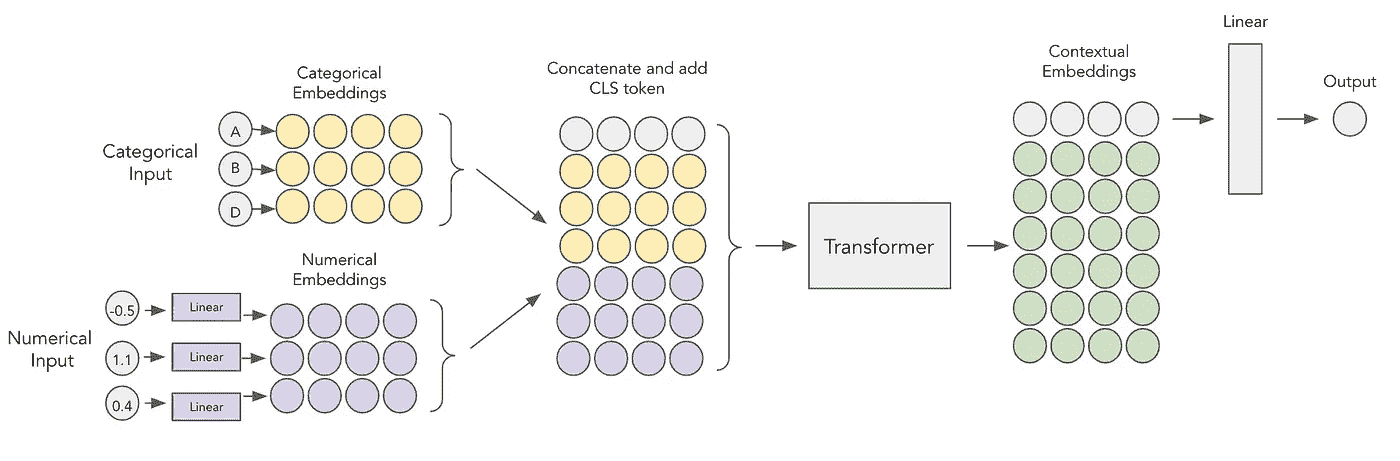 Categorical
Embeddings
Categorical
Input
A
B
D
Numerical
Embeddings
Numerical
Input
-0.5
1.1
0.4
Linear
Linear
Linear
Concatenate and add
CLS token
Transformer
Contextual
Embeddings
Linear
Output